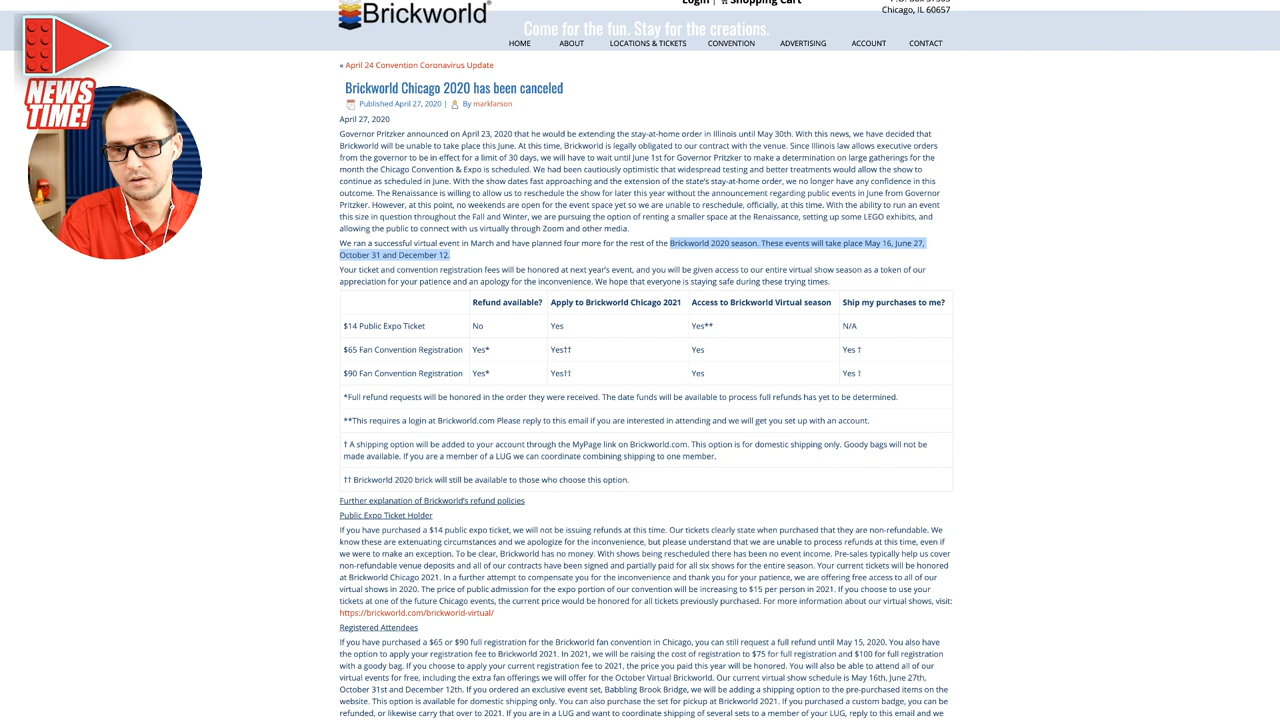 Login | Shopping Cart
Chicago, IL 60657
Brickworld
Come for the fun. Stay for the creations.
HOME ABOUT LOCATIONS & TICKETS CONVENTION ADVERTISING ACCOUNT CONTACT
NEWS
TIME!
« April 24 Convention Coronavirus Update
Brickworld Chicago 2020 has been canceled
Published April 27, 2020 | By marklarson
April 27, 2020
Governor Pritzker announced on April 23, 2020 that he would be extending the stay-at-home order in Illinois until May 30th. With this news, we have decided that
Brickworld will be unable to take place this June. At this time, Brickworld is legally obligated to our contract with the venue. Since Illinois law allows executive orders
from the governor to be in effect for a limit of 30 days, we will have to wait until June 1st for Governor Pritzker to make a determination on large gatherings for the
month the Chicago Convention & Expo is scheduled. We had been cautiously optimistic that widespread testing and better treatments would allow the show to
continue as scheduled in June. With the show dates fast approaching and the extension of the state's stay-at-home order, we no longer have any confidence in this
outcome. The Renaissance is willing to allow us to reschedule the show for later this year without the announcement regarding public events in June from Governor
Pritzker. However, at this point, no weekends are open for the event space yet so we are unable to reschedule, officially, at this time. With the ability to run an event
this size in question throughout the Fall and Winter, we are pursuing the option of renting a smaller space at the Renaissance, setting up some LEGO exhibits, and
allowing the public to connect with us virtually through Zoom and other media.
We ran a successful virtual event in March and have planned four more for the rest of the Brickworld 2020 season. These events will take place May 16, June 27,
October 31 and December 12.
Your ticket and convention registration fees will be honored at next year's event, and you will be given access to our entire virtual show season as a token of our
appreciation for your patience and an apology for the inconvenience. We hope that everyone is staying safe during these trying times.
Refund available? Apply to Brickworld Chicago 2021 Access to Brickworld Virtual season Ship my purchases to me?
$14 Public Expo Ticket No Yes Yes** N/A
$65 Fan Convention Registration Yes* Yes†† Yes Yes †
$90 Fan Convention Registration Yes* Yes†† Yes Yes †
*Full refund requests will be honored in the order they were received. The date funds will be available to process full refunds has yet to be determined.
**This requires a login at Brickworld.com Please reply to this email if you are interested in attending and we will get you set up with an account.
† A shipping option will be added to your account through the MyPage link on Brickworld.com. This option is for domestic shipping only. Goody bags will not be
made available. If you are a member of a LUG we can coordinate combining shipping to one member.
†† Brickworld 2020 brick will still be available to those who choose this option.
Further explanation of Brickworld's refund policies
Public Expo Ticket Holder
If you have purchased a $14 public expo ticket, we will not be issuing refunds at this time. Our tickets clearly state when purchased that they are non-refundable. We
know these are extenuating circumstances and we apologize for the inconvenience, but please understand that we are unable to process refunds at this time, even if
we were to make an exception. To be clear, Brickworld has no money. With shows being rescheduled there has been no event income. Pre-sales typically help us cover
non-refundable venue deposits and all of our contracts have been signed and partially paid for all six shows for the entire season. Your current tickets will be honored
at Brickworld Chicago 2021. In a further attempt to compensate you for the inconvenience and thank you for your patience, we are offering free access to all of our
virtual shows in 2020. The price of public admission for the expo portion of our convention will be increasing to $15 per person in 2021. If you choose to use your
tickets at one of the future Chicago events, the current price would be honored for all tickets previously purchased. For more information about our virtual shows, visit:
https://brickworld.com/brickworld-virtual/
Registered Attendees
If you have purchased a $65 or $90 full registration for the Brickworld fan convention in Chicago, you can still request a full refund until May 15, 2020. You also have
the option to apply your registration fee to Brickworld 2021. In 2021, we will be raising the cost of registration to $75 for full registration and $100 for full registration
with a goody bag. If you choose to apply your current registration fee to 2021, the price you paid this year will be honored. You will also be able to attend all of our
virtual events for free, including the extra fan offerings we will offer for the October Virtual Brickworld. Our current virtual show schedule is May 16th, June 27th,
October 31st and December 12th. If you ordered an exclusive event set, Babbling Brook Bridge, we will be adding a shipping option to the pre-purchased items on the
website. This option is available for domestic shipping only. You can also purchase the set for pickup at Brickworld 2021. If you purchased a custom badge, you can be
refunded, or likewise carry that over to 2021. If you are in a LUG and want to coordinate shipping of several sets to a member of your LUG, reply to this email and we